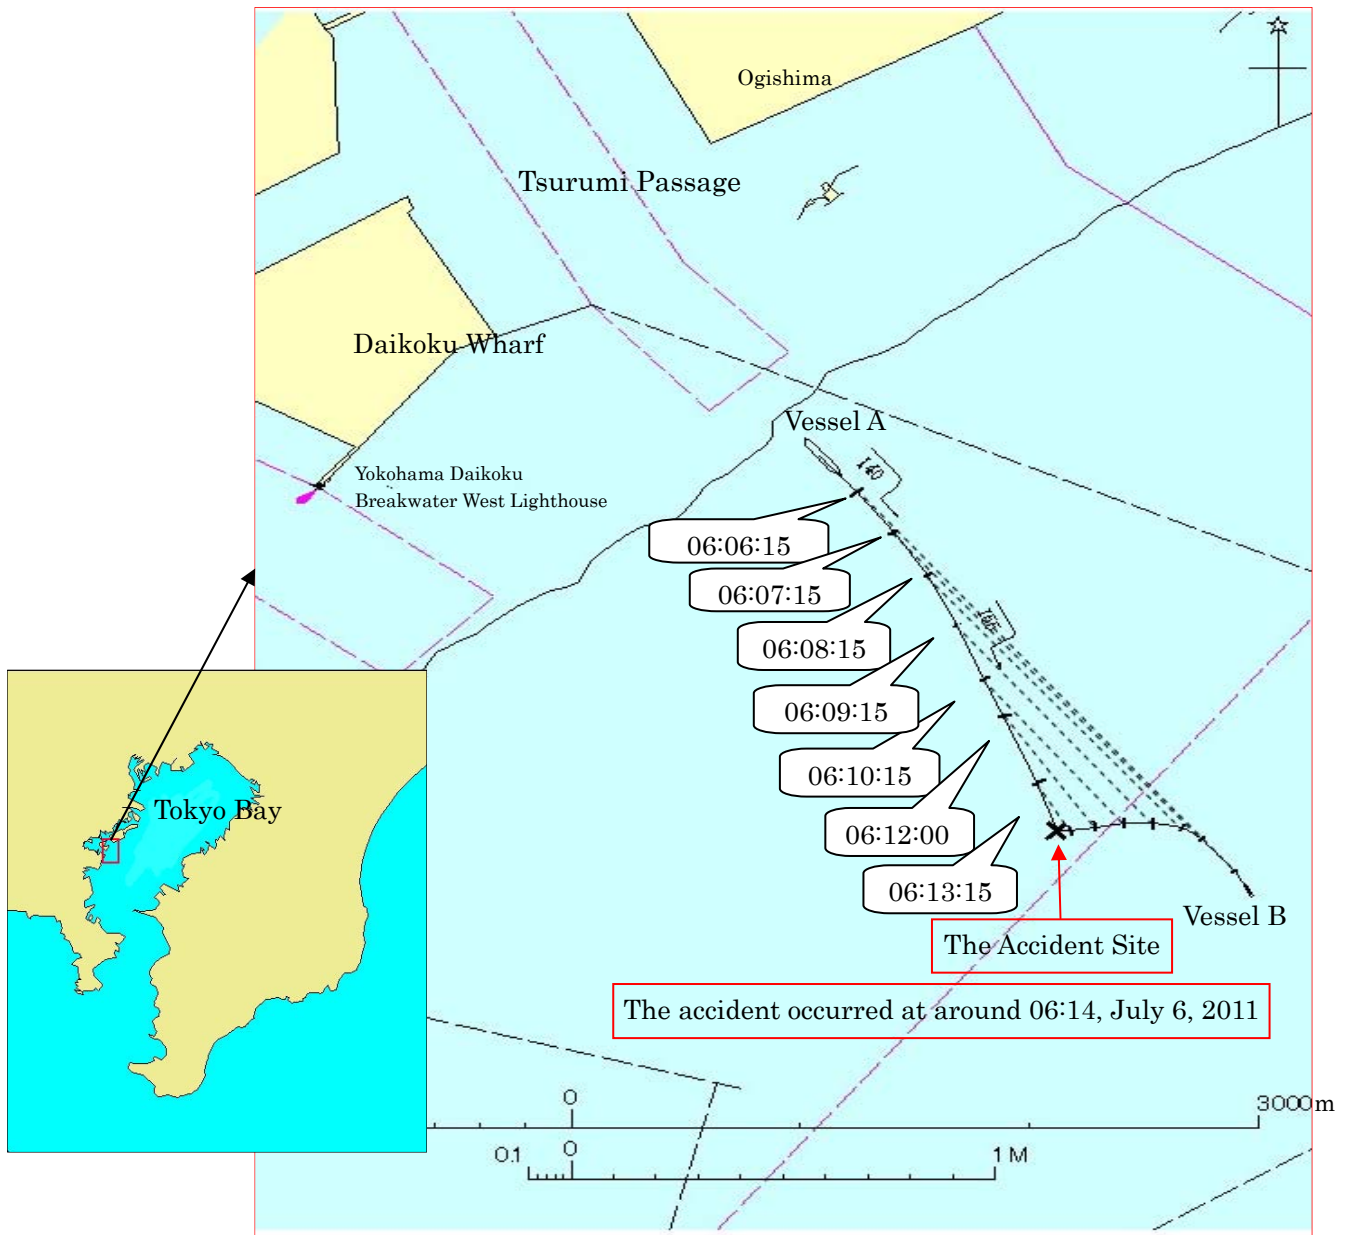 Ogishima
Tsurumi Passage
Daikoku Wharf
Vessel A
140
Yokohama Daikoku
Breakwater West Lighthouse
06:06:15
06:07:15
06:08:15
06:09:15
06:10:15
06:12:00
06:13:15
Tokyo Bay
Vessel B
The Accident Site
The accident occurred at around 06:14, July 6, 2011
0
3000m
0.1
0
1 M